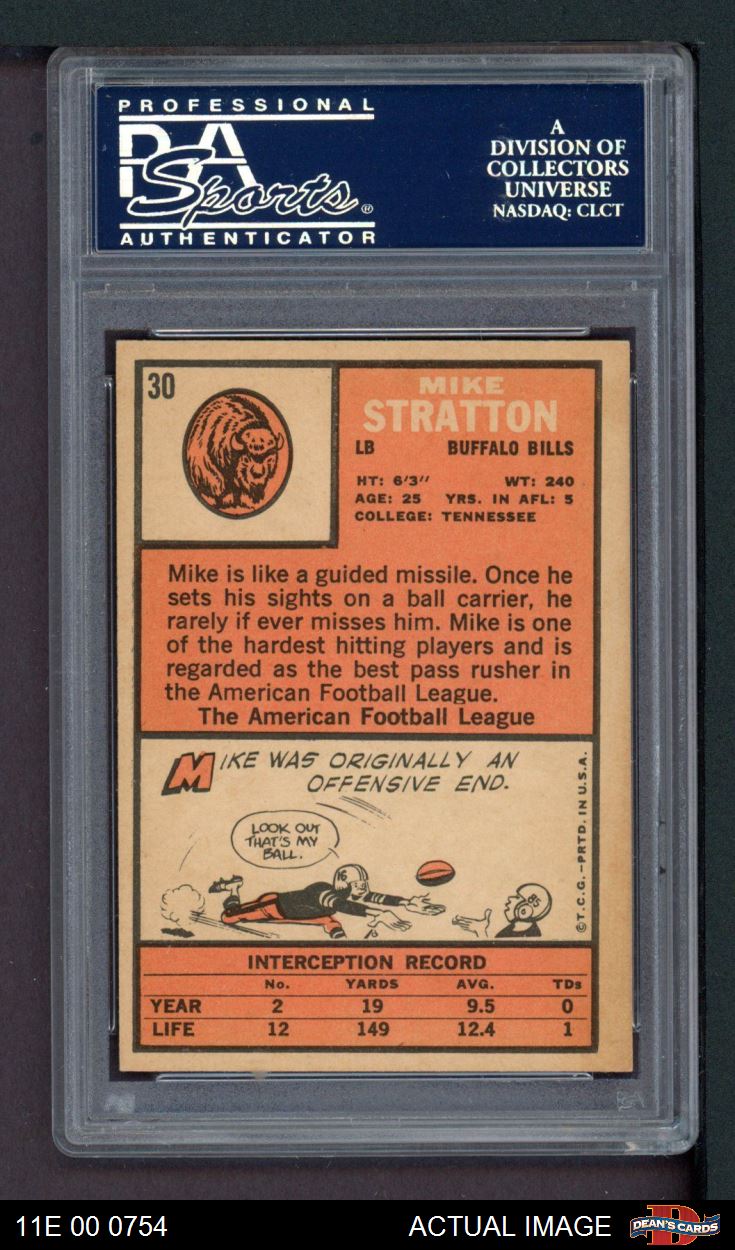 PROFESSIONAL
PSA
Sports®
AUTHENTICATOR
A
DIVISION OF
COLLECTORS
UNIVERSE
NASDAQ: CLCT
30
MIKE
STRATTON
LB BUFFALO BILLS
HT: 6'3" WT: 240
AGE: 25 YRS. IN AFL: 5
COLLEGE: TENNESSEE
Mike is like a guided missile. Once he
sets his sights on a ball carrier, he
rarely if ever misses him. Mike is one
of the hardest hitting players and is
regarded as the best pass rusher in
the American Football League.
The American Football League
MIKE WAS ORIGINALLY AN
OFFENSIVE END.
LOOK OUT
THAT'S MY
BALL.
16
©T.C.G.–PRTD. IN U.S.A.
INTERCEPTION RECORD
No. YARDS AVG. TDs
YEAR 2 19 9.5 0
LIFE 12 149 12.4 1
11E 00 0754 ACTUAL IMAGE DEAN'S CARDS